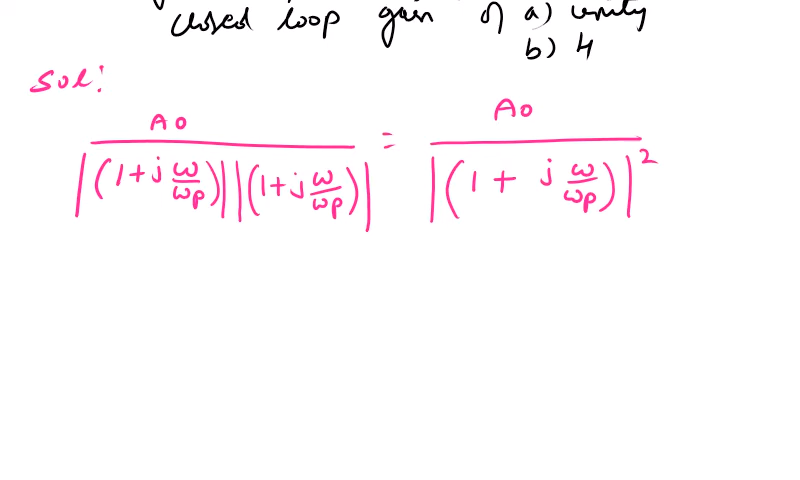 closed loop gain of a) unity
b) 4
Sol:
A0 / |(1+j ω/ωp)||(1+j ω/ωp)| = A0 / |(1 + j ω/ωp)|²